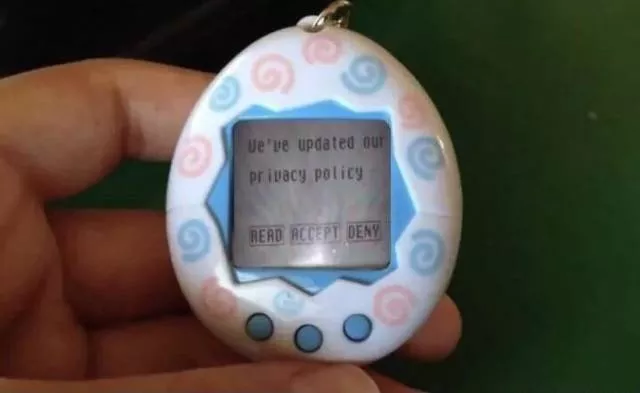 We've updated our
privacy policy
READ ACCEPT DENY